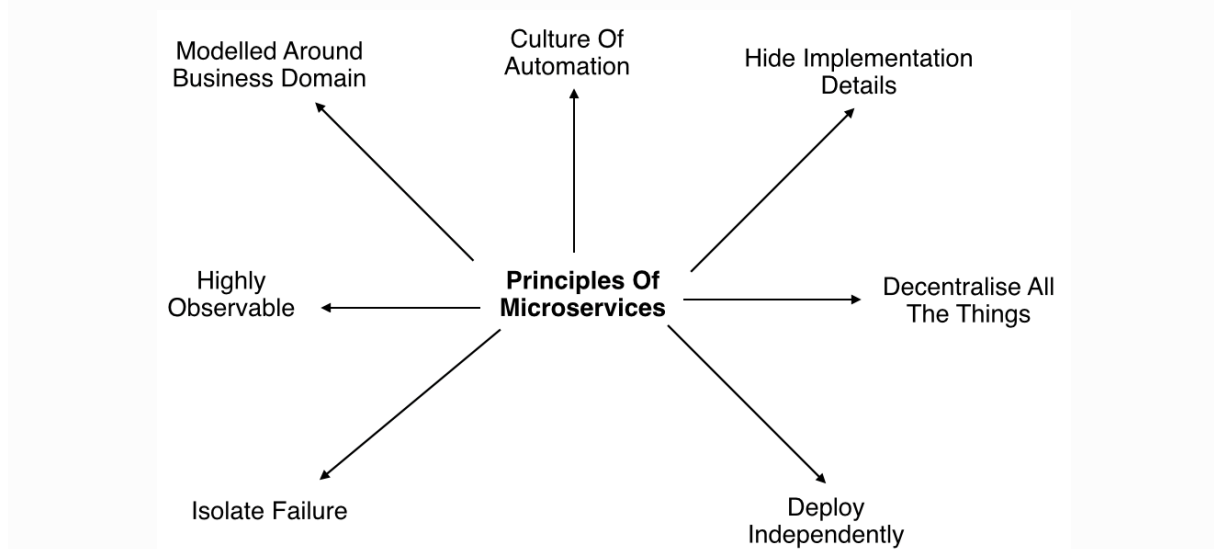 Modelled Around
Business Domain
Culture Of
Automation
Hide Implementation
Details
Highly
Observable
Principles Of
Microservices
Decentralise All
The Things
Isolate Failure
Deploy
Independently